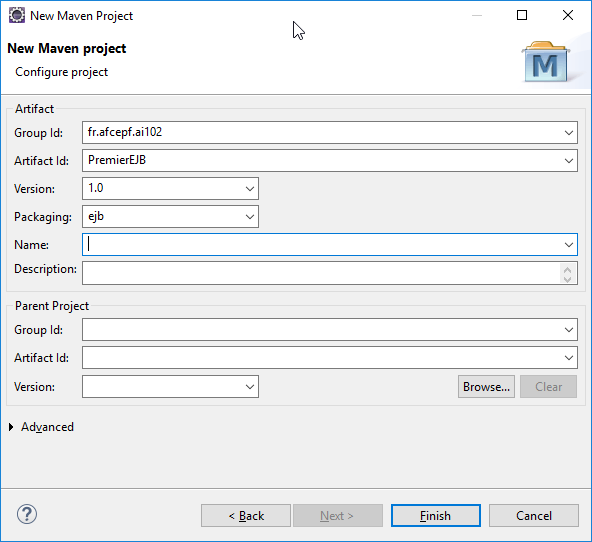 New Maven Project
New Maven project
Configure project
M
Artifact
Group Id: fr.afcepf.ai102
Artifact Id: PremierEJB
Version: 1.0
Packaging: ejb
Name:
Description:
Parent Project
Group Id:
Artifact Id:
Version: Browse... Clear
Advanced
? < Back Next > Finish Cancel